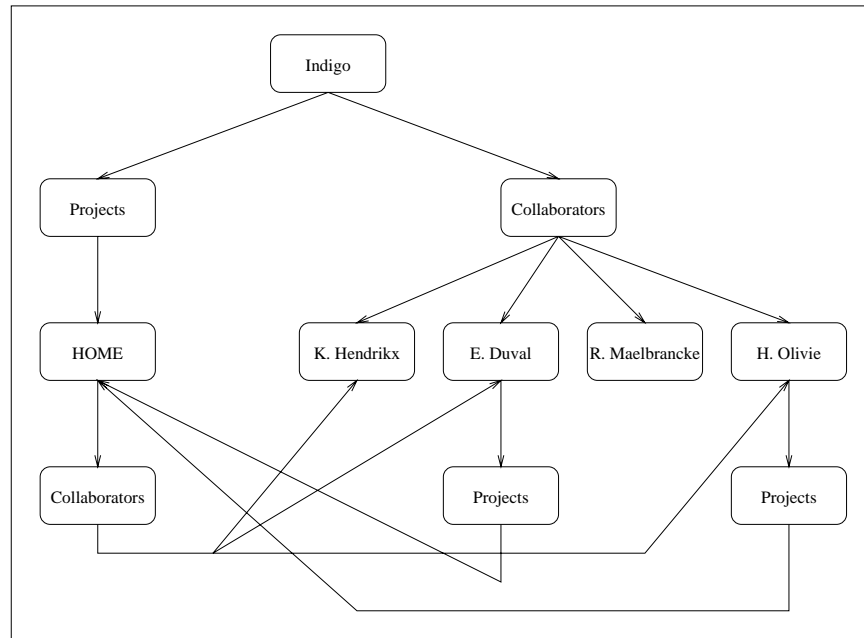 Indigo
Projects
Collaborators
HOME
K. Hendrikx
E. Duval
R. Maelbrancke
H. Olivie
Collaborators
Projects
Projects